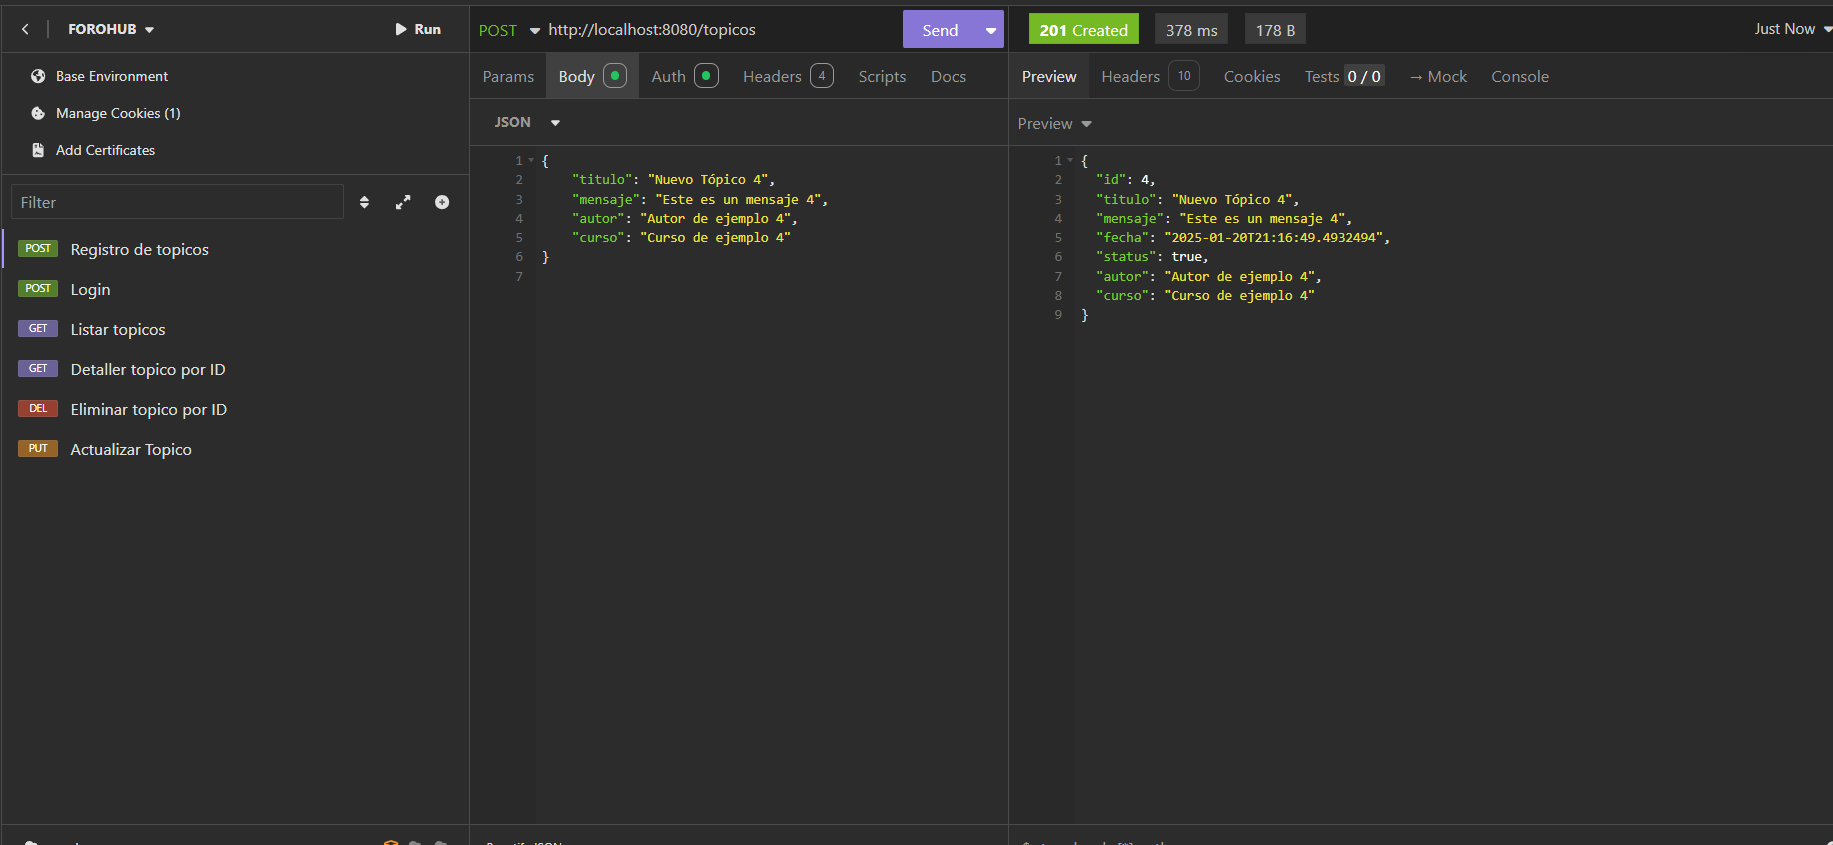 FOROHUB
Run
Base Environment
Manage Cookies (1)
Add Certificates
Filter
POST Registro de topicos
POST Login
GET Listar topicos
GET Detaller topico por ID
DEL Eliminar topico por ID
PUT Actualizar Topico
POST http://localhost:8080/topicos Send
Params Body Auth Headers 4 Scripts Docs
JSON
1 {
2 "titulo": "Nuevo Tópico 4",
3 "mensaje": "Este es un mensaje 4",
4 "autor": "Autor de ejemplo 4",
5 "curso": "Curso de ejemplo 4"
6 }
7
201 Created 378 ms 178 B Just Now
Preview Headers 10 Cookies Tests 0 / 0 → Mock Console
Preview
1 {
2 "id": 4,
3 "titulo": "Nuevo Tópico 4",
4 "mensaje": "Este es un mensaje 4",
5 "fecha": "2025-01-20T21:16:49.4932494",
6 "status": true,
7 "autor": "Autor de ejemplo 4",
8 "curso": "Curso de ejemplo 4"
9 }